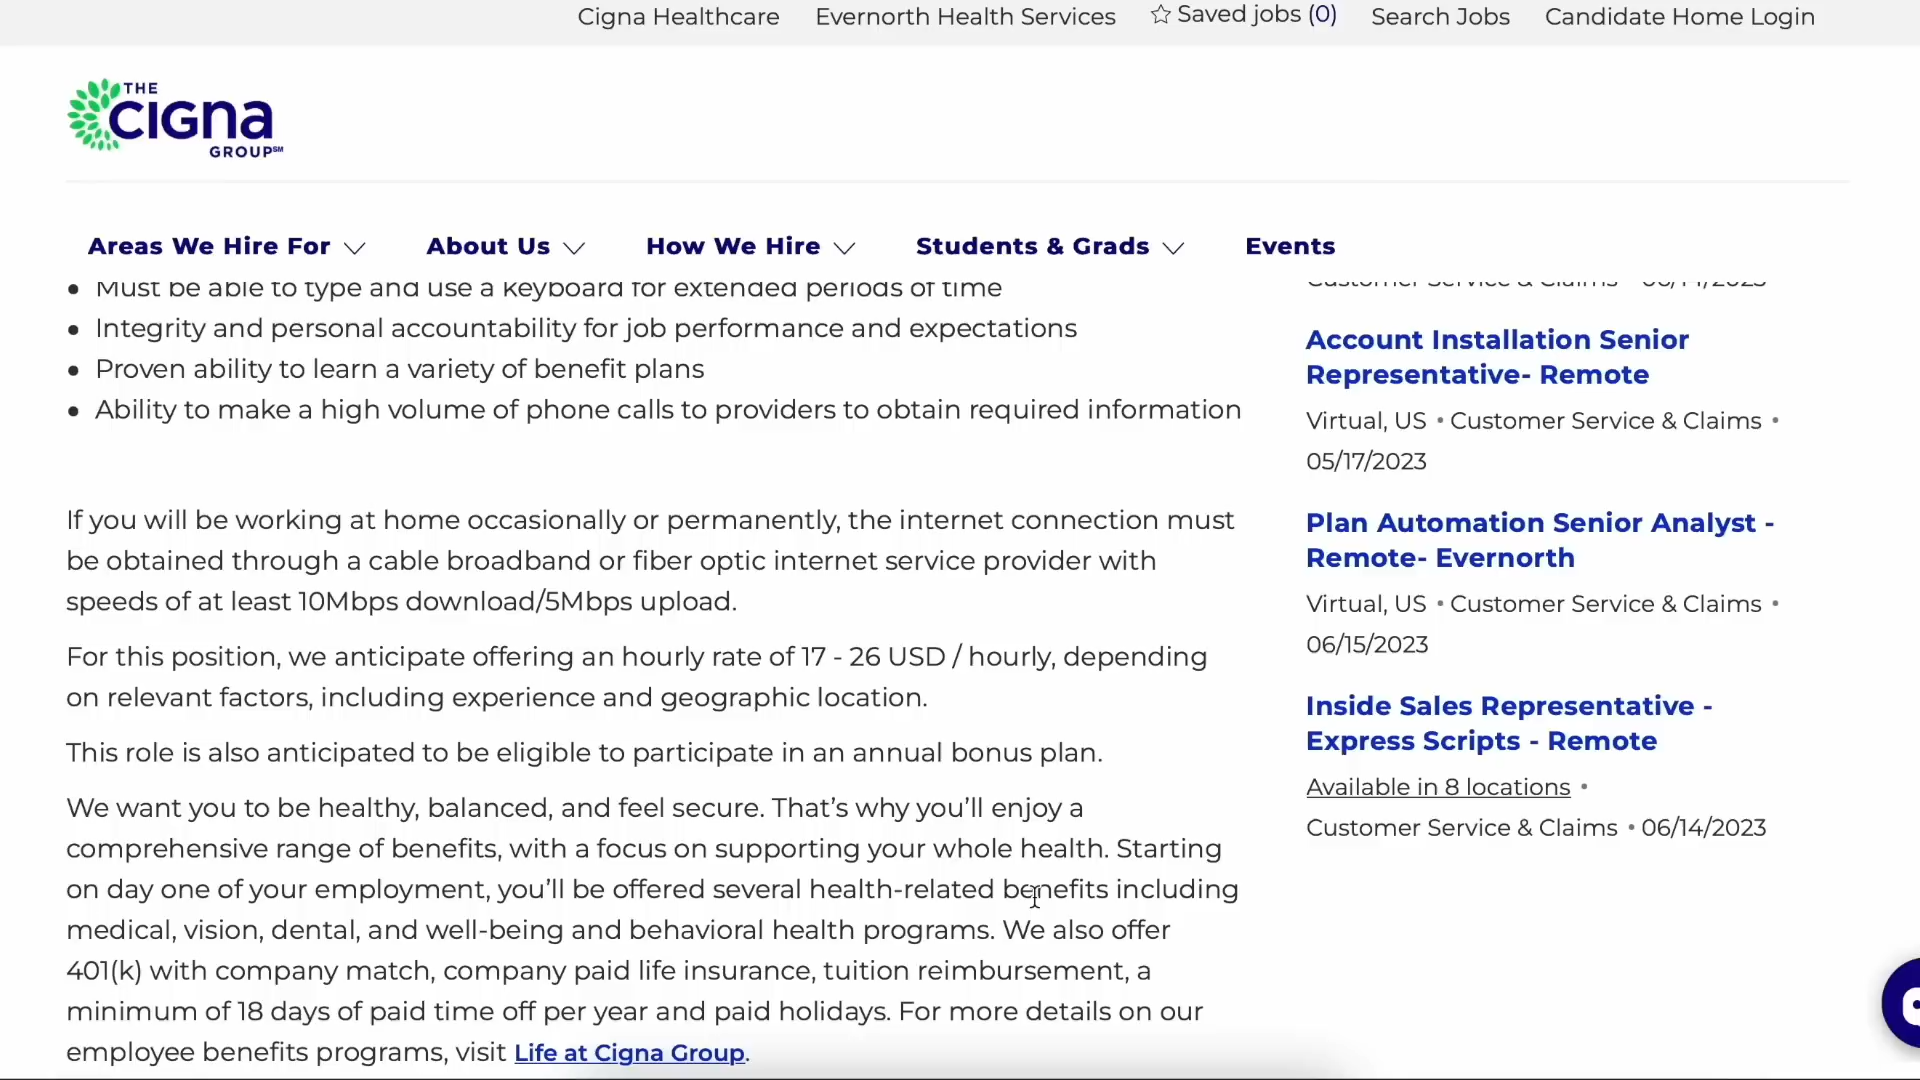 Cigna Healthcare Evernorth Health Services Saved jobs (0) Search Jobs Candidate Home Login
THE
cigna
GROUP℠
Areas We Hire For About Us How We Hire Students & Grads Events
• Must be able to type and use a keyboard for extended periods of time
• Integrity and personal accountability for job performance and expectations
• Proven ability to learn a variety of benefit plans
• Ability to make a high volume of phone calls to providers to obtain required information
If you will be working at home occasionally or permanently, the internet connection must
be obtained through a cable broadband or fiber optic internet service provider with
speeds of at least 10Mbps download/5Mbps upload.
For this position, we anticipate offering an hourly rate of 17 - 26 USD / hourly, depending
on relevant factors, including experience and geographic location.
This role is also anticipated to be eligible to participate in an annual bonus plan.
We want you to be healthy, balanced, and feel secure. That’s why you’ll enjoy a
comprehensive range of benefits, with a focus on supporting your whole health. Starting
on day one of your employment, you’ll be offered several health-related benefits including
medical, vision, dental, and well-being and behavioral health programs. We also offer
401(k) with company match, company paid life insurance, tuition reimbursement, a
minimum of 18 days of paid time off per year and paid holidays. For more details on our
employee benefits programs, visit Life at Cigna Group.
Customer Service & Claims • 06/14/2023
Account Installation Senior
Representative- Remote
Virtual, US • Customer Service & Claims •
05/17/2023
Plan Automation Senior Analyst -
Remote- Evernorth
Virtual, US • Customer Service & Claims •
06/15/2023
Inside Sales Representative -
Express Scripts - Remote
Available in 8 locations •
Customer Service & Claims • 06/14/2023